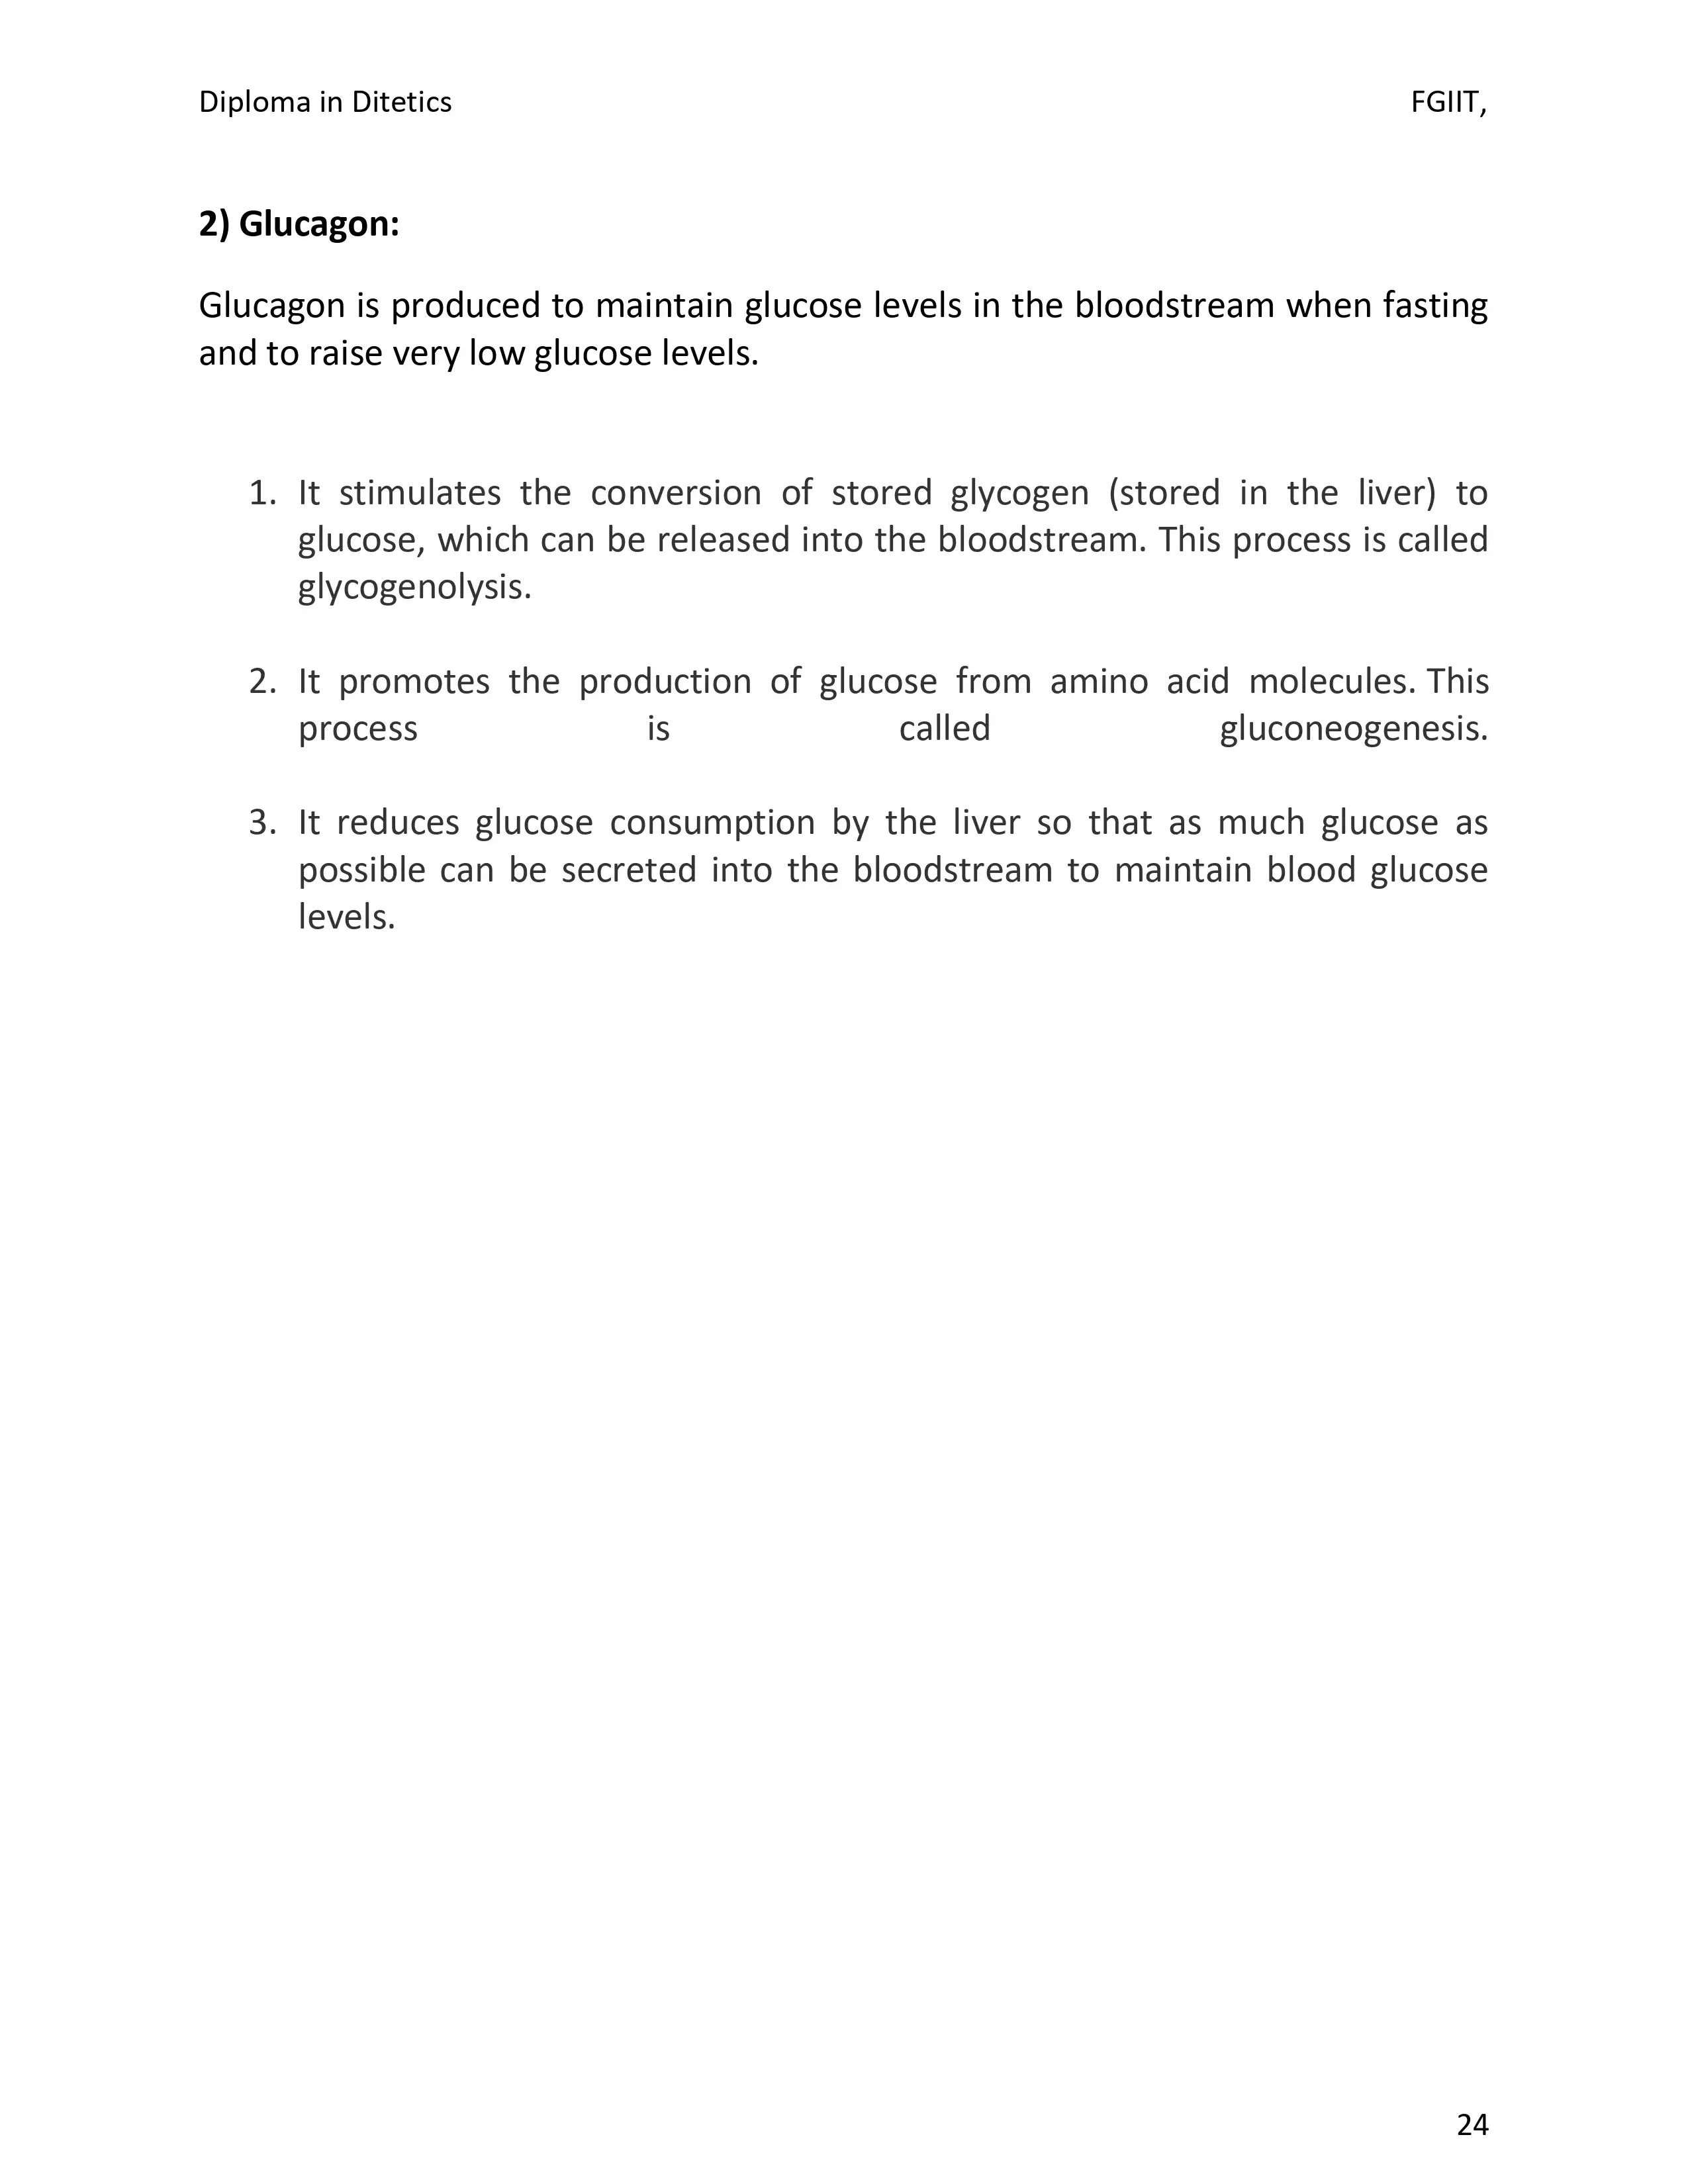 Diploma in Ditetics FGIIT,
2) Glucagon:
Glucagon is produced to maintain glucose levels in the bloodstream when fasting
and to raise very low glucose levels.
1. It stimulates the conversion of stored glycogen (stored in the liver) to
glucose, which can be released into the bloodstream. This process is called
glycogenolysis.
2. It promotes the production of glucose from amino acid molecules. This
process is called gluconeogenesis.
3. It reduces glucose consumption by the liver so that as much glucose as
possible can be secreted into the bloodstream to maintain blood glucose
levels.
24